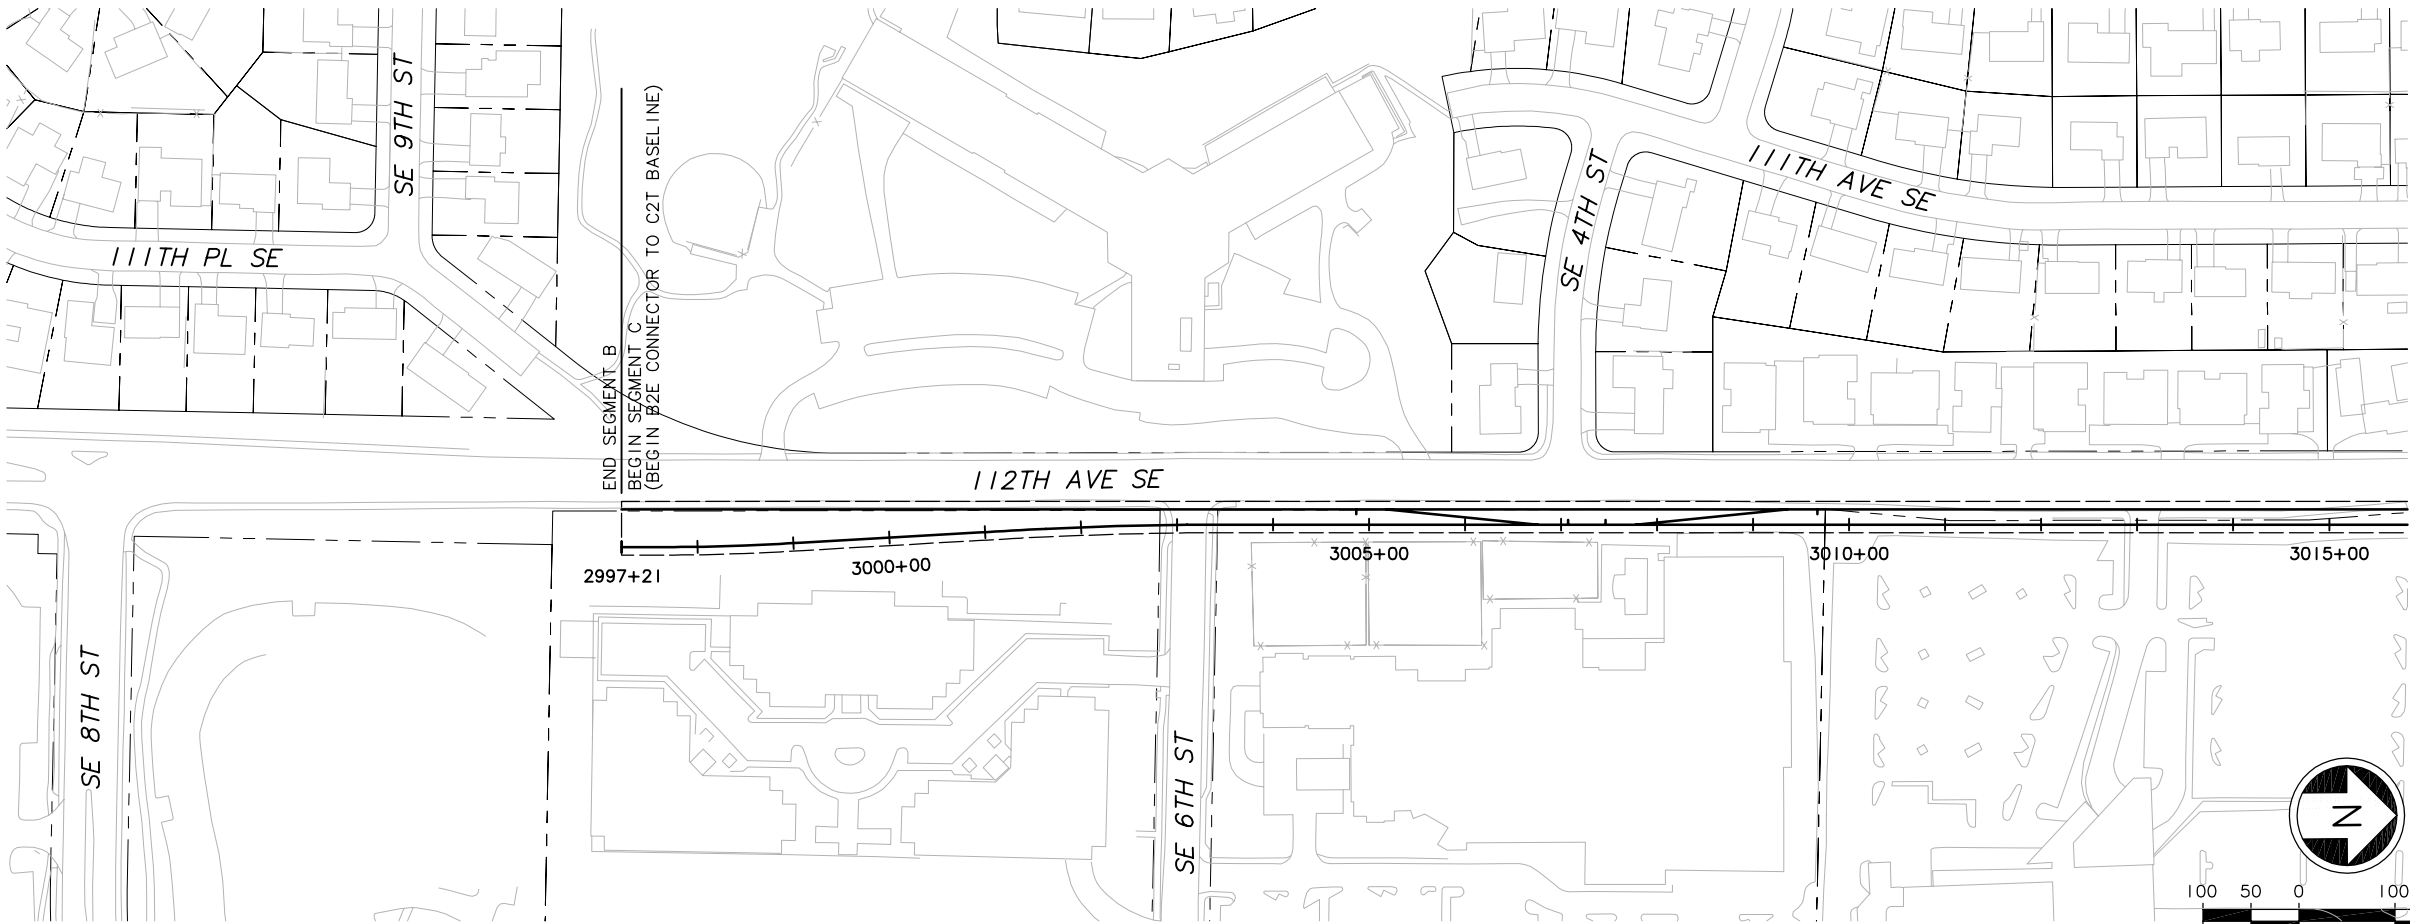 SE 9TH ST
111TH PL SE
SE 8TH ST
END SEGMENT B
BEGIN SEGMENT C
(BEGIN B2E CONNECTOR TO C2T BASELINE)
112TH AVE SE
SE 4TH ST
111TH AVE SE
2997+21
3000+00
3005+00
3010+00
3015+00
SE 6TH ST
N
100 50 0 100